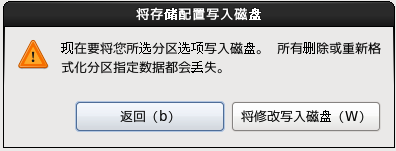 将存储配置写入磁盘
现在要将您所选分区选项写入磁盘。 所有删除或重新格
式化分区指定数据都会丢失。
返回（b）
将修改写入磁盘（W）